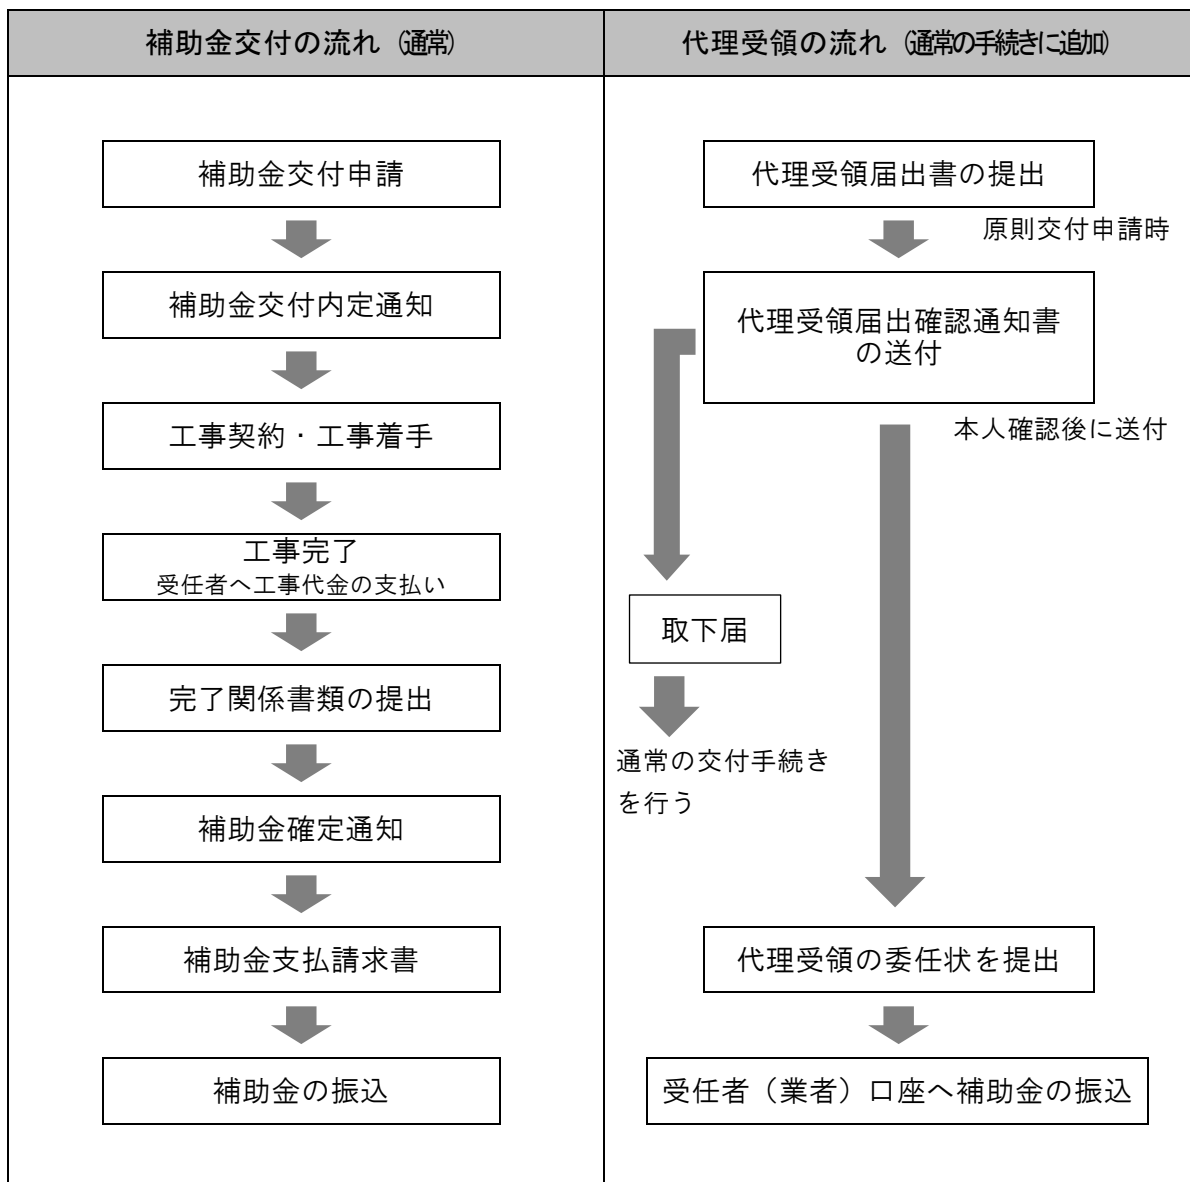 補助金交付の流れ（通常）
補助金交付申請
補助金交付内定通知
工事契約・工事着手
工事完了
受任者へ工事代金の支払い
完了関係書類の提出
補助金確定通知
補助金支払請求書
補助金の振込
代理受領の流れ（通常の手続きに追加）
代理受領届出書の提出
原則交付申請時
代理受領届出確認通知書
の送付
本人確認後に送付
取下届
通常の交付手続き
を行う
代理受領の委任状を提出
受任者（業者）口座へ補助金の振込